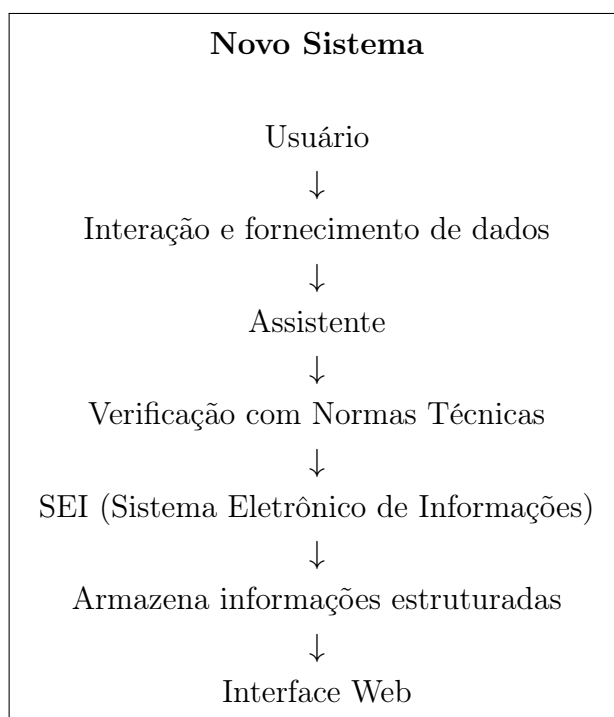 Novo Sistema
Usuário
↓
Interação e fornecimento de dados
↓
Assistente
↓
Verificação com Normas Técnicas
↓
SEI (Sistema Eletrônico de Informações)
↓
Armazena informações estruturadas
↓
Interface Web